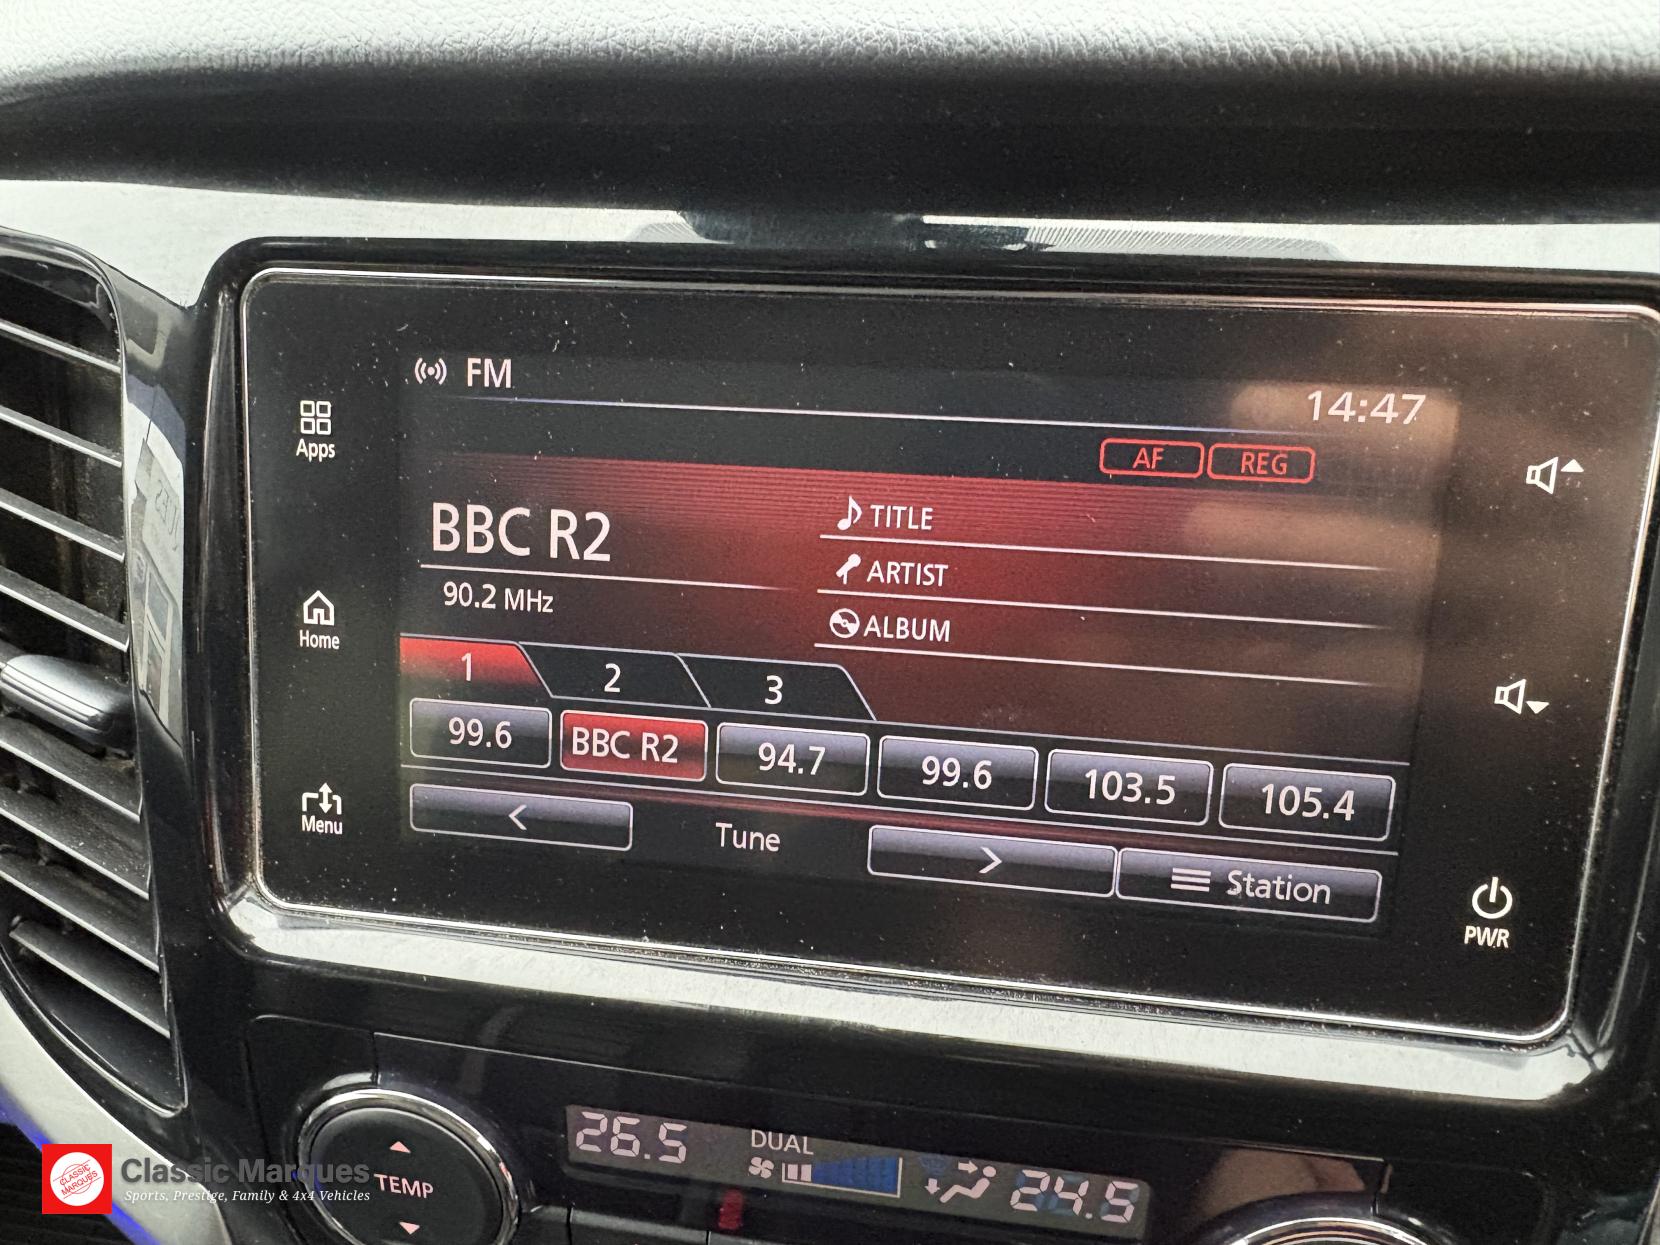 FM
14:47
Apps
AF REG
BBC R2
90.2 MHz
TITLE
ARTIST
ALBUM
Home
1 2 3
99.6 BBC R2 94.7 99.6 103.5 105.4
Menu
< Tune > Station
PWR
26.5 DUAL 24.5
TEMP
CLASSIC MARQUES
Classic Marques
Sports, Prestige, Family & 4x4 Vehicles